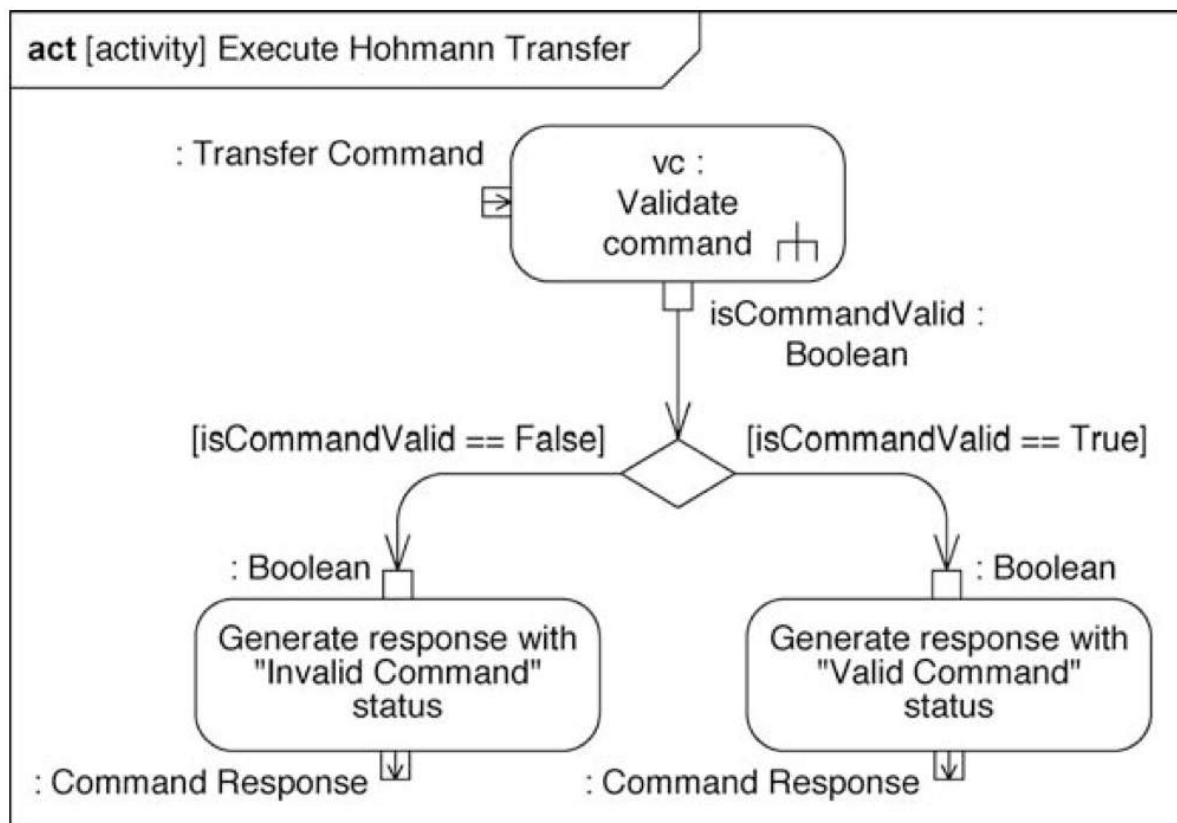 act [activity] Execute Hohmann Transfer
: Transfer Command
vc :
Validate
command
isCommandValid :
Boolean
[isCommandValid == False]
[isCommandValid == True]
: Boolean
: Boolean
Generate response with
"Invalid Command"
status
Generate response with
"Valid Command"
status
: Command Response
: Command Response